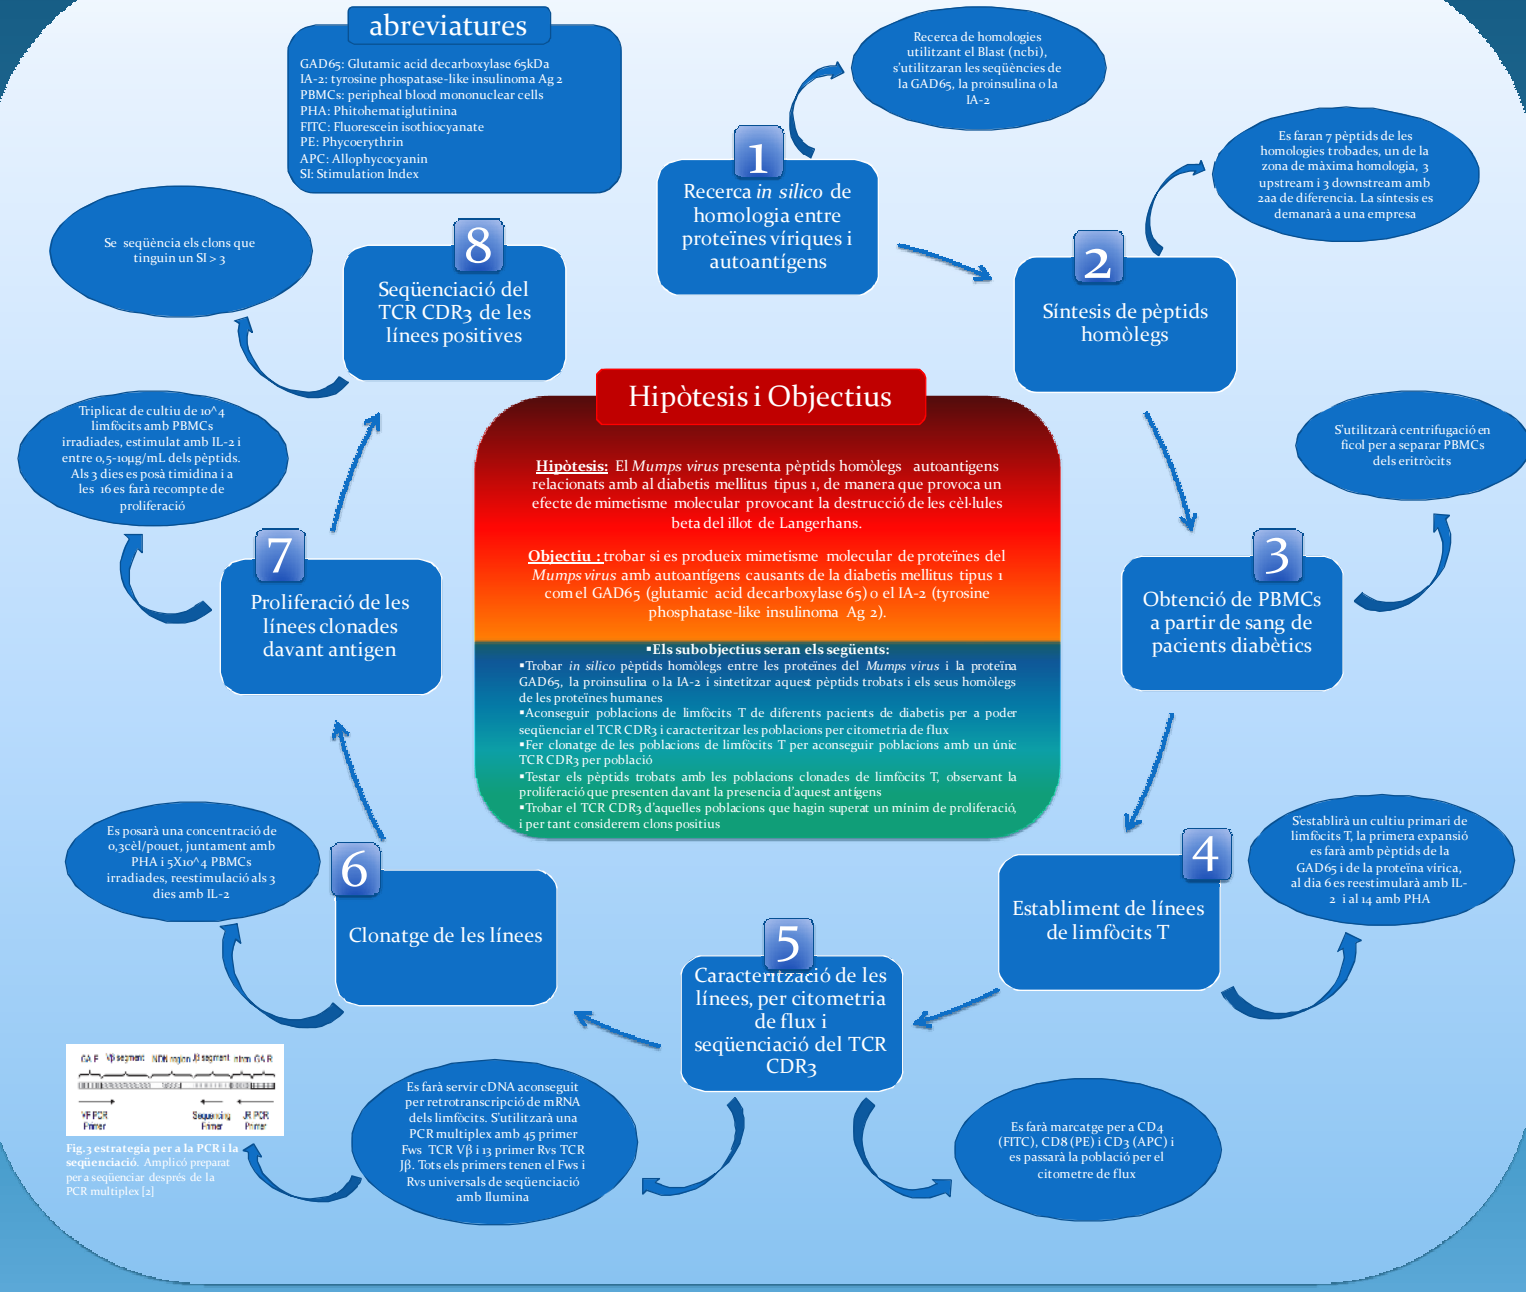 abreviatures
GAD65: Glutamic acid decarboxylase 65kDa
IA-2: tyrosine phospatase-like insulinoma Ag 2
PBMCs: peripheal blood mononuclear cells
PHA: Phitohematiglutinina
FITC: Fluorescein isothiocyanate
PE: Phycoerythrin
APC: Allophycocyanin
SI: Stimulation Index
1
Recerca in silico de
homologia entre
proteïnes víriques i
autoantígens
Recerca de homologies
utilitzant el Blast (ncbi),
s'utilitzaran les seqüències de
la GAD65, la proinsulina o la
IA-2
2
Síntesis de pèptids
homòlegs
Es faran 7 pèptids de les
homologies trobades, un de la
zona de màxima homologia, 3
upstream i 3 downstream amb
2aa de diferencia. La síntesis es
demanarà a una empresa
3
Obtenció de PBMCs
a partir de sang de
pacients diabètics
S'utilitzarà centrifugació en
ficol per a separar PBMCs
dels eritròcits
4
Establiment de línees
de limfòcits T
S'establirà un cultiu primari de
limfòcits T, la primera expansió
es farà amb pèptids de la
GAD65 i de la proteïna vírica,
al dia 6 es reestimularà amb IL-
2 i al 14 amb PHA
5
Caracterització de les
línees, per citometria
de flux i
seqüenciació del TCR
CDR3
Es farà marcatge per a CD4
(FITC), CD8 (PE) i CD3 (APC) i
es passarà la població per el
citometre de flux
Es farà servir cDNA aconseguit
per retrotranscripció de mRNA
dels limfòcits. S'utilitzarà una
PCR multiplex amb 45 primer
Fws TCR Vβ i 13 primer Rvs TCR
Jβ. Tots els primers tenen el Fws i
Rvs universals de seqüenciació
amb Ilumina
GA F Vβ segment NDN region Jβ segment GA R
VF PCR Primer
Sequencing Primer
JR PCR Primer
Fig.3 estrategia per a la PCR i la
seqüenciació. Amplicó preparat
per a seqüenciar després de la
PCR multiplex [2]
6
Clonatge de les línees
Es posarà una concentració de
0,3cèl/pouet, juntament amb
PHA i 5X10^4 PBMCs
irradiades, reestimulació als 3
dies amb IL-2
7
Proliferació de les
línees clonades
davant antigen
Triplicat de cultiu de 10^4
limfòcits amb PBMCs
irradiades, estimulat amb IL-2 i
entre 0,5-10µg/mL dels pèptids.
Als 3 dies es posà timidina i a
les 16 es farà recompte de
proliferació
8
Seqüenciació del
TCR CDR3 de les
línees positives
Se seqüència els clons que
tinguin un SI > 3
Hipòtesis i Objectius
Hipòtesis: El Mumps virus presenta pèptids homòlegs autoantigens
relacionats amb al diabetis mellitus tipus 1, de manera que provoca un
efecte de mimetisme molecular provocant la destrucció de les cèl·lules
beta del illot de Langerhans.
Objectiu : trobar si es produeix mimetisme molecular de proteïnes del
Mumps virus amb autoantígens causants de la diabetis mellitus tipus 1
com el GAD65 (glutamic acid decarboxylase 65) o el IA-2 (tyrosine
phosphatase-like insulinoma Ag 2).
▪Els subobjectius seran els següents:
▪Trobar in silico pèptids homòlegs entre les proteïnes del Mumps virus i la proteïna
GAD65, la proinsulina o la IA-2 i sintetitzar aquest pèptids trobats i els seus homòlegs
de les proteïnes humanes
▪Aconseguir poblacions de limfòcits T de diferents pacients de diabetis per a poder
seqüenciar el TCR CDR3 i caracteritzar les poblacions per citometria de flux
▪Fer clonatge de les poblacions de limfòcits T per aconseguir poblacions amb un únic
TCR CDR3 per població
▪Testar els pèptids trobats amb les poblacions clonades de limfòcits T, observant la
proliferació que presenten davant la presencia d'aquest antígens
▪Trobar el TCR CDR3 d'aquelles poblacions que hagin superat un mínim de proliferació,
i per tant considerem clons positius